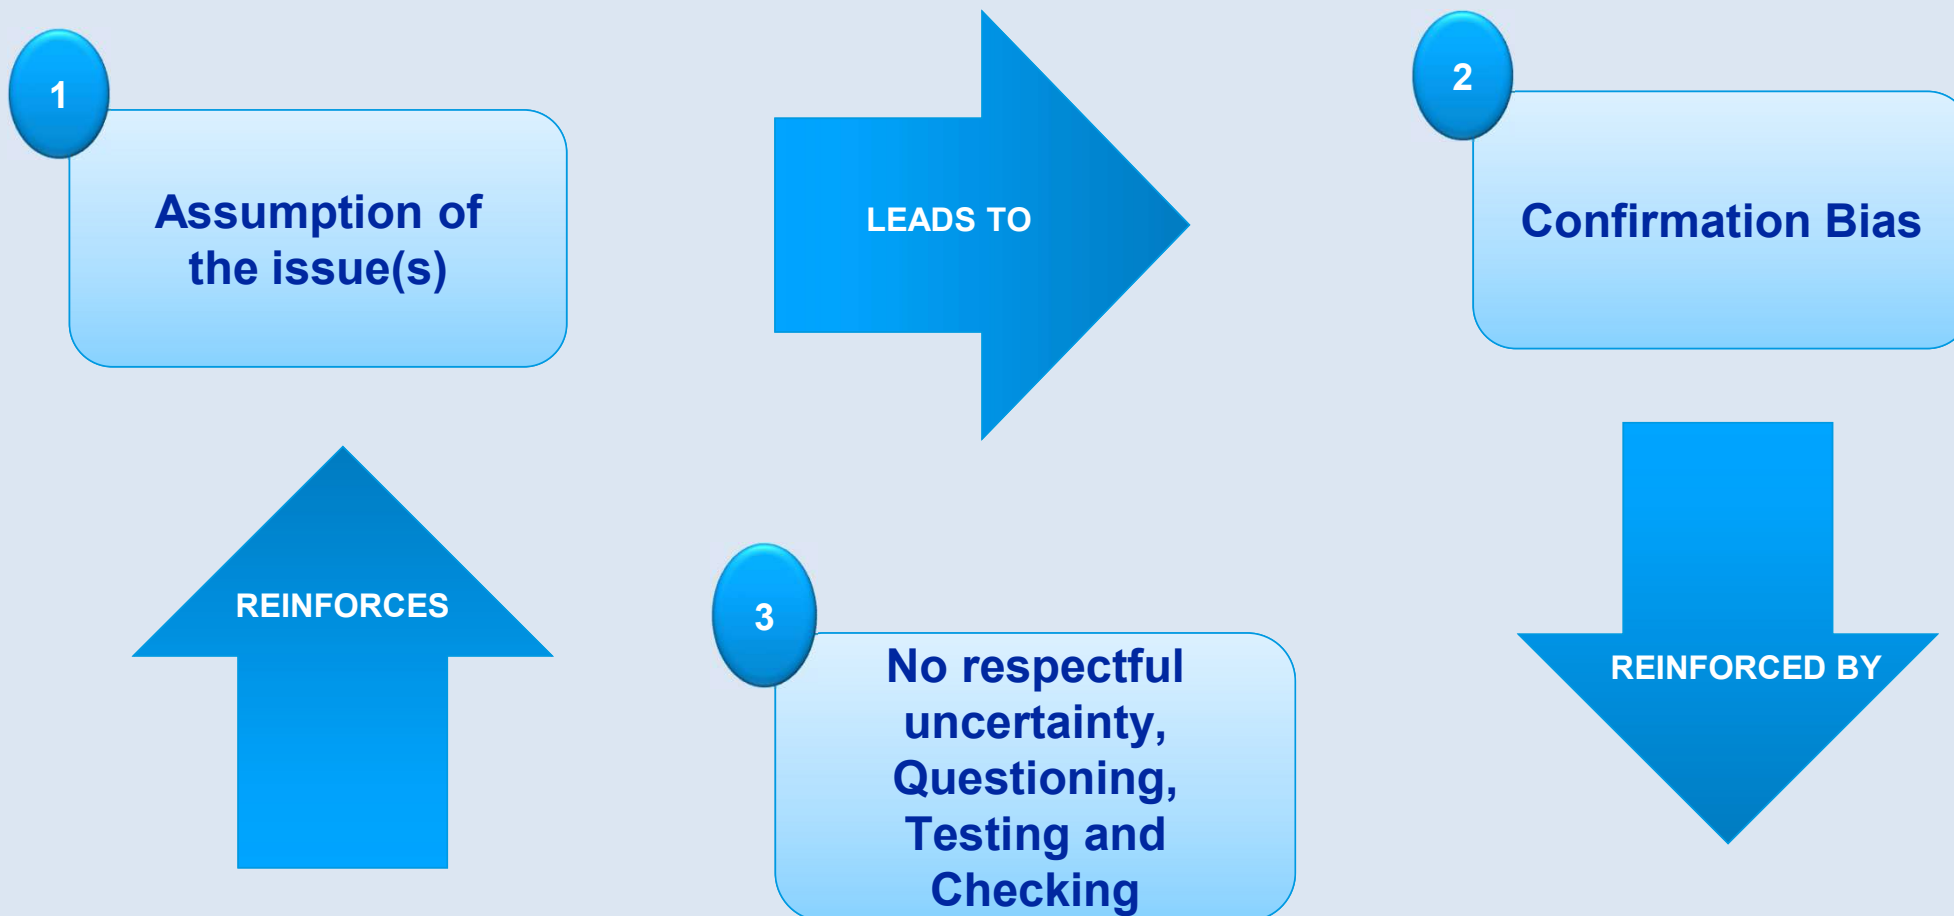 1
Assumption of
the issue(s)
LEADS TO
2
Confirmation Bias
REINFORCED BY
3
No respectful
uncertainty,
Questioning,
Testing and
Checking
REINFORCES